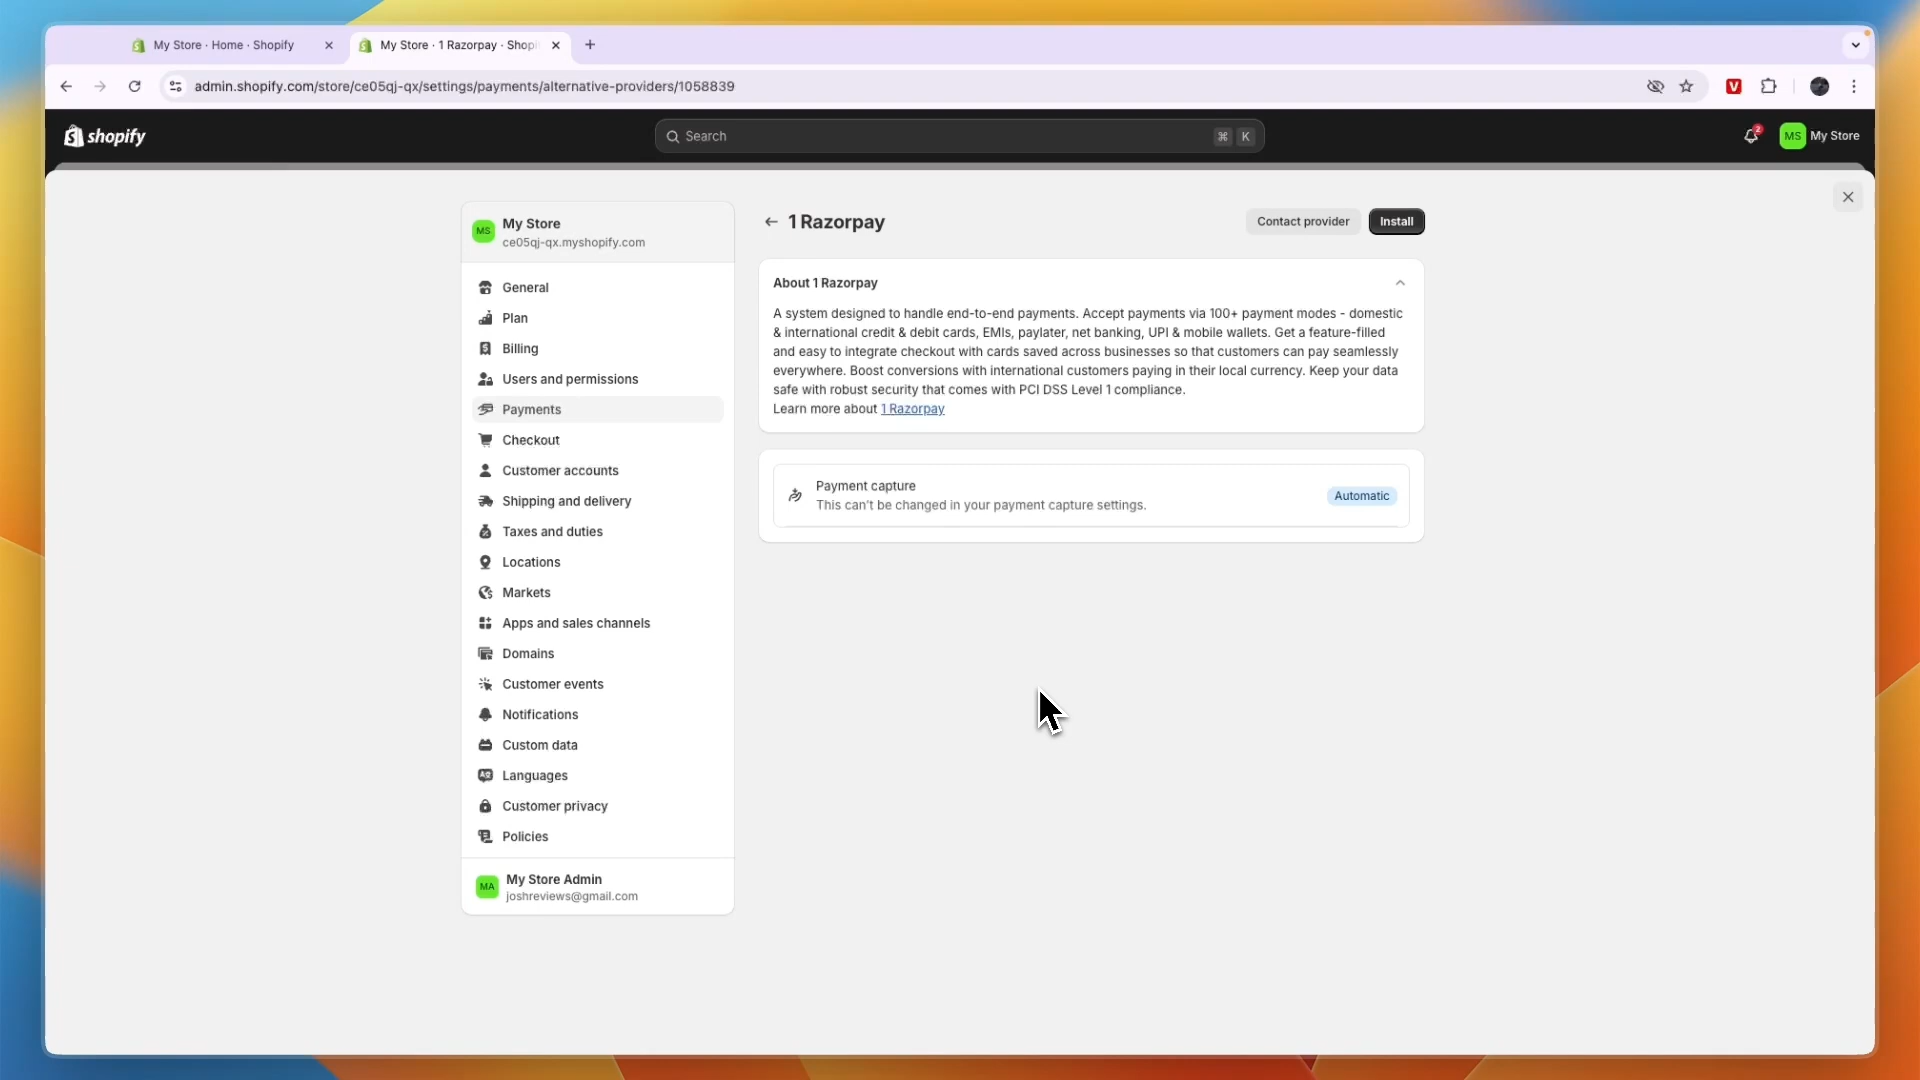 My Store · Home · Shopify
My Store · 1 Razorpay · Shopi
admin.shopify.com/store/ce05qj-qx/settings/payments/alternative-providers/1058839
V
shopify
Search
⌘ K
2
MS My Store
MS
My Store
ce05qj-qx.myshopify.com
General
Plan
Billing
Users and permissions
Payments
Checkout
Customer accounts
Shipping and delivery
Taxes and duties
Locations
Markets
Apps and sales channels
Domains
Customer events
Notifications
Custom data
Languages
Customer privacy
Policies
MA
My Store Admin
joshreviews@gmail.com
1 Razorpay
Contact provider
Install
About 1 Razorpay
A system designed to handle end-to-end payments. Accept payments via 100+ payment modes - domestic
& international credit & debit cards, EMIs, paylater, net banking, UPI & mobile wallets. Get a feature-filled
and easy to integrate checkout with cards saved across businesses so that customers can pay seamlessly
everywhere. Boost conversions with international customers paying in their local currency. Keep your data
safe with robust security that comes with PCI DSS Level 1 compliance.
Learn more about 1 Razorpay
Payment capture
This can't be changed in your payment capture settings.
Automatic